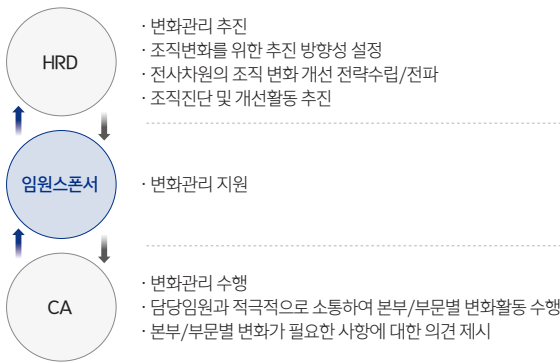 HRD
· 변화관리 추진
· 조직변화를 위한 추진 방향성 설정
· 전사차원의 조직 변화 개선 전략수립/전파
· 조직진단 및 개선활동 추진
임원스폰서
· 변화관리 지원
CA
· 변화관리 수행
· 담당임원과 적극적으로 소통하여 본부/부문별 변화활동 수행
· 본부/부문별 변화가 필요한 사항에 대한 의견 제시